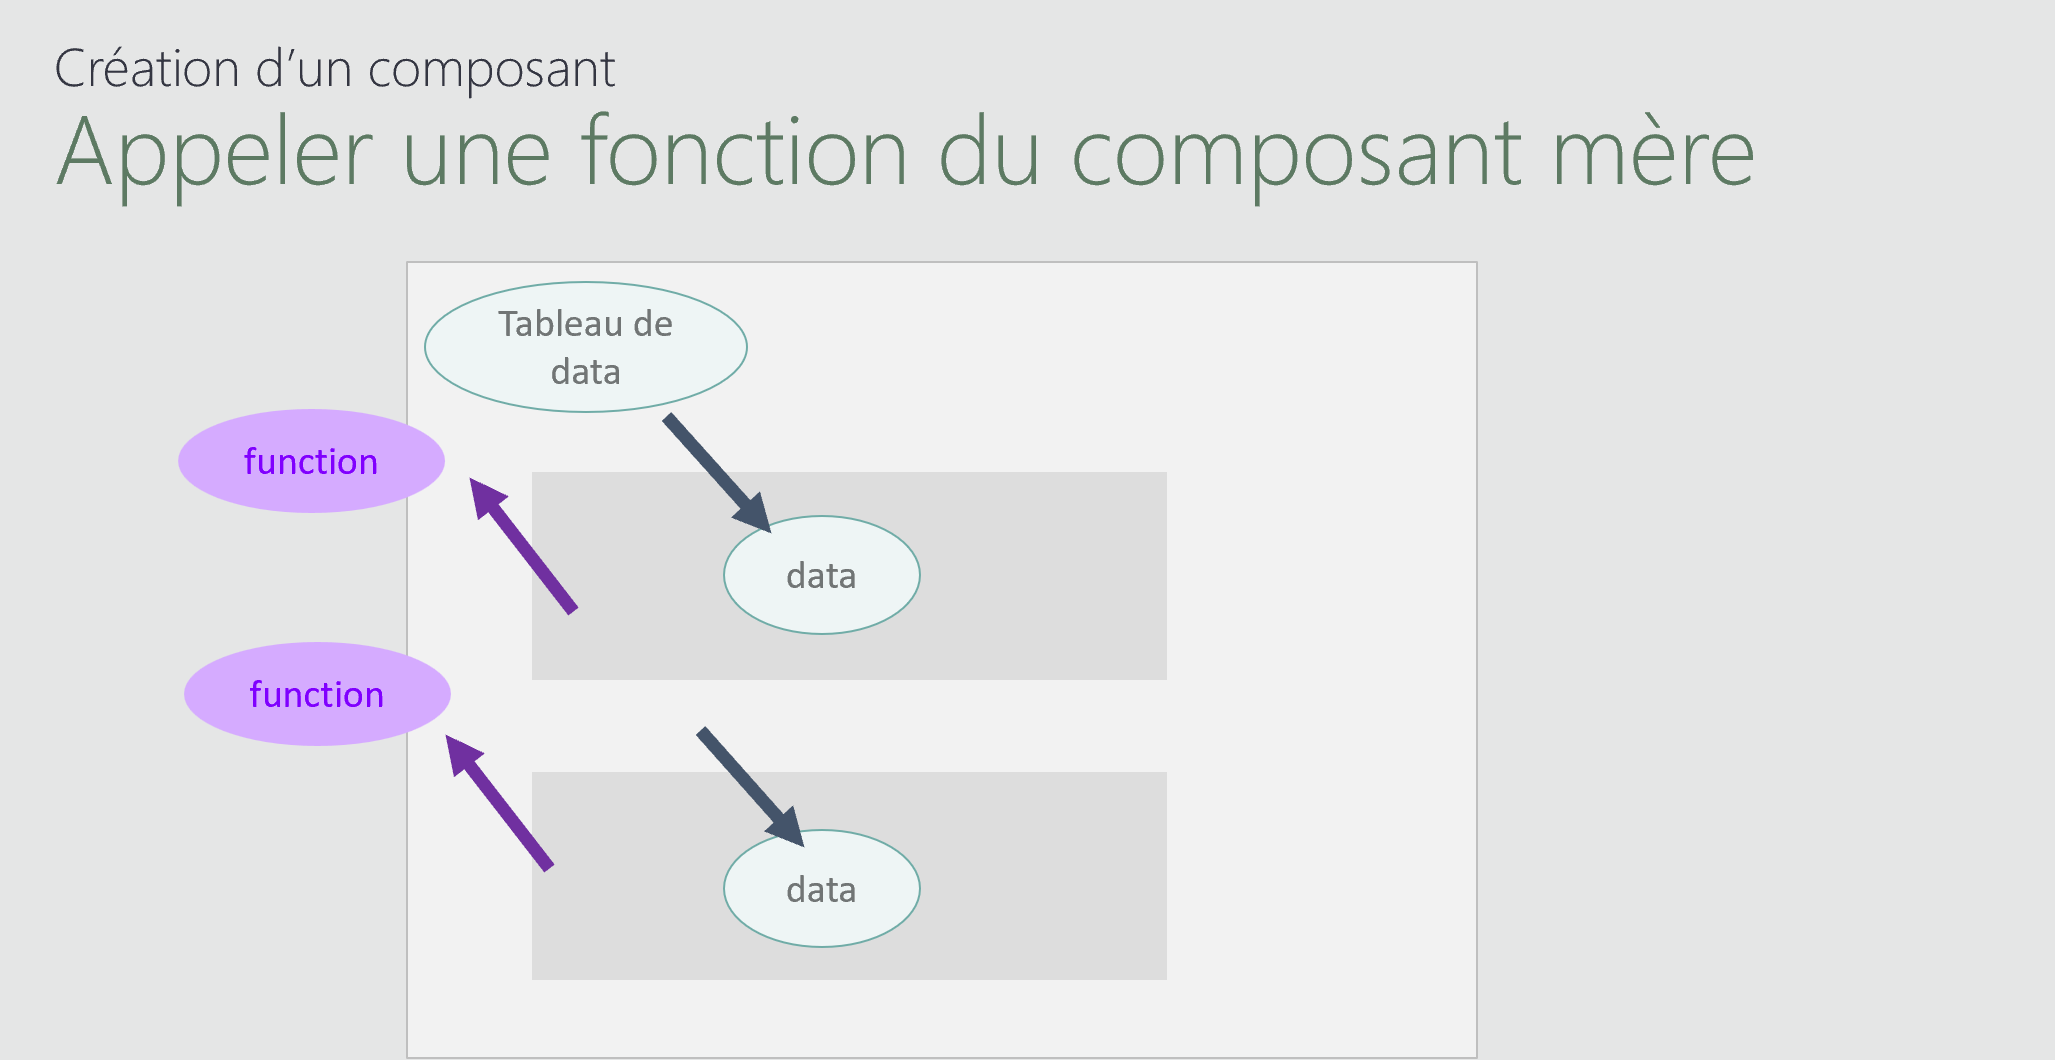 Création d’un composant
Appeler une fonction du composant mère
Tableau de
data
function
data
function
data